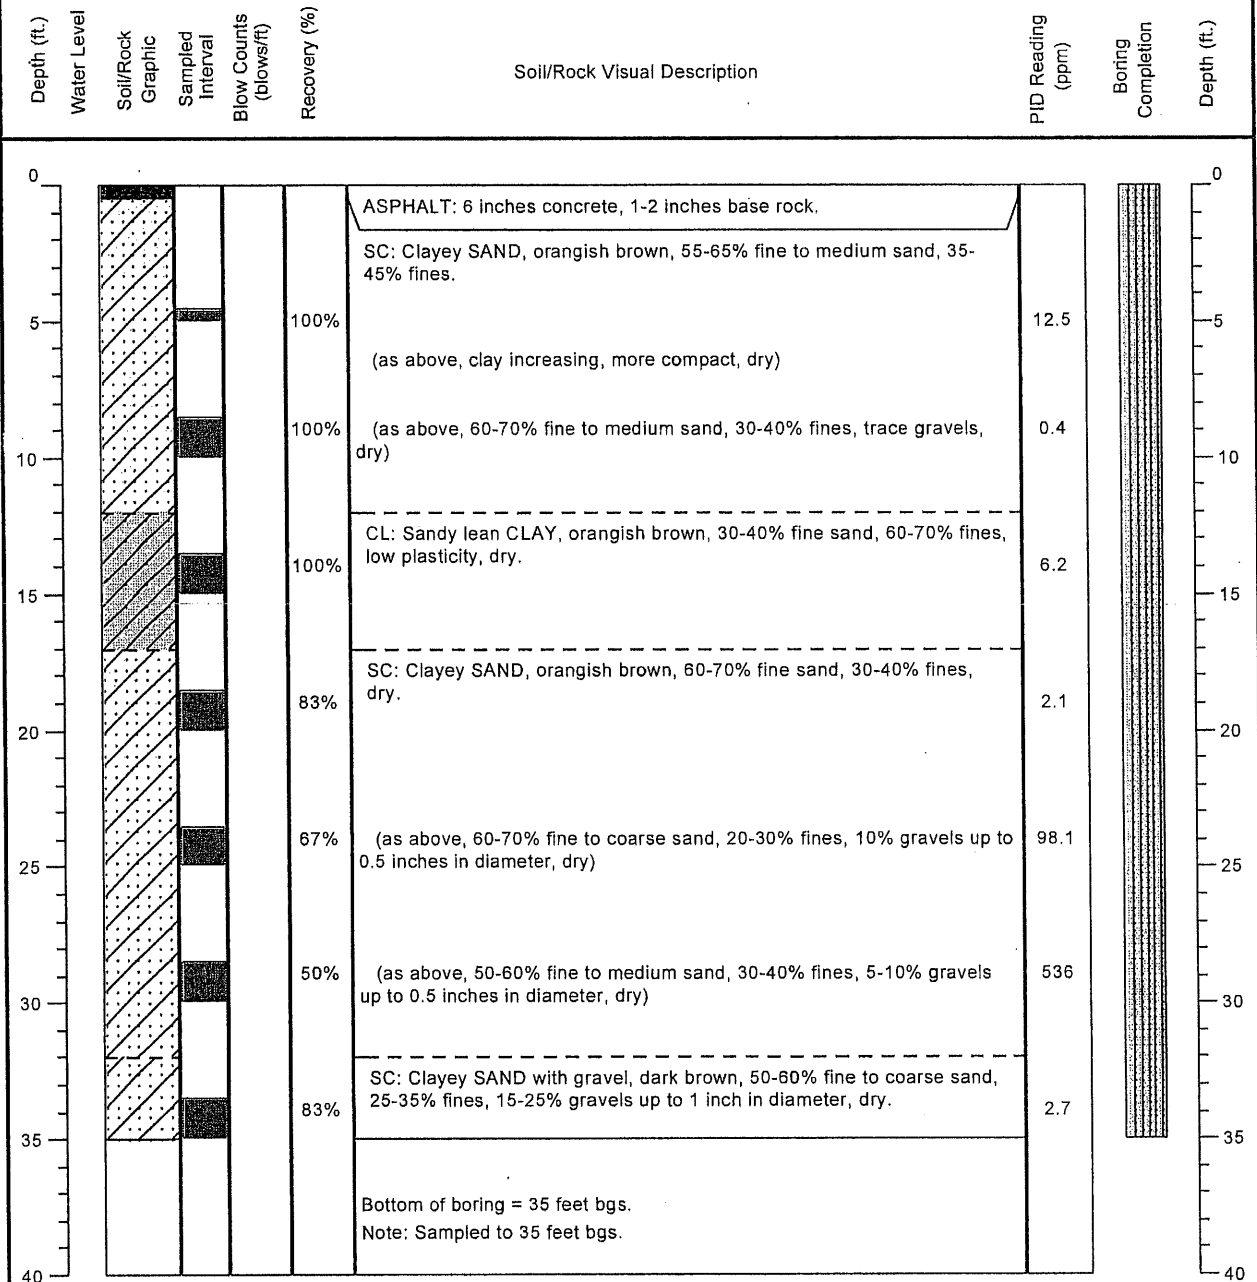 Depth (ft.)
Water Level
Soil/Rock
Graphic
Sampled
Interval
Blow Counts
(blows/ft)
Recovery (%)
Soil/Rock Visual Description
PID Reading
(ppm)
Boring
Completion
Depth (ft.)
0
0
ASPHALT: 6 inches concrete, 1-2 inches base rock.
SC: Clayey SAND, orangish brown, 55-65% fine to medium sand, 35-
45% fines.
5
100%
12.5
5
(as above, clay increasing, more compact, dry)
100%
(as above, 60-70% fine to medium sand, 30-40% fines, trace gravels,
dry)
0.4
10
10
CL: Sandy lean CLAY, orangish brown, 30-40% fine sand, 60-70% fines,
low plasticity, dry.
100%
6.2
15
15
SC: Clayey SAND, orangish brown, 60-70% fine sand, 30-40% fines,
dry.
83%
2.1
20
20
67%
(as above, 60-70% fine to coarse sand, 20-30% fines, 10% gravels up to
0.5 inches in diameter, dry)
98.1
25
25
50%
(as above, 50-60% fine to medium sand, 30-40% fines, 5-10% gravels
up to 0.5 inches in diameter, dry)
536
30
30
SC: Clayey SAND with gravel, dark brown, 50-60% fine to coarse sand,
25-35% fines, 15-25% gravels up to 1 inch in diameter, dry.
83%
2.7
35
35
Bottom of boring = 35 feet bgs.
Note: Sampled to 35 feet bgs.
40
40